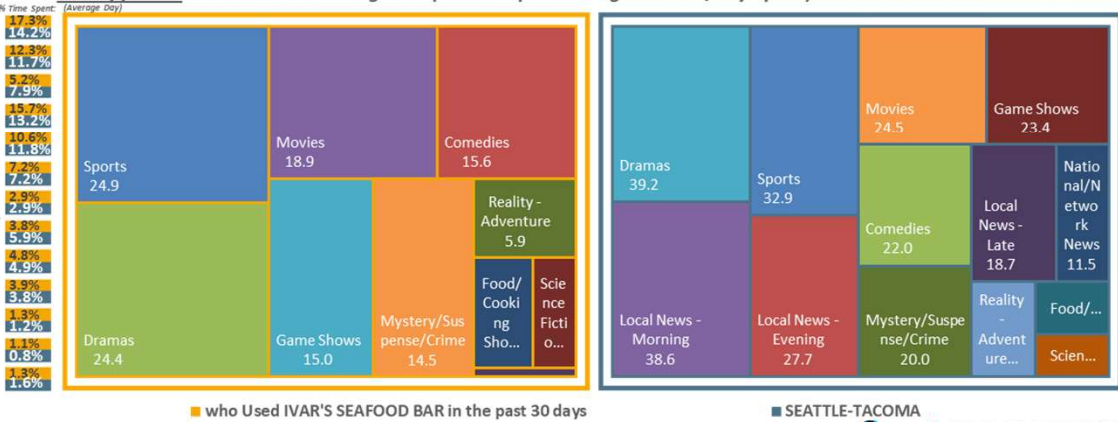 % Time Spent: (Average Day)
17.3%
14.2%
12.3%
11.7%
5.2%
7.9%
15.7%
13.2%
10.6%
11.8%
7.2%
7.2%
2.9%
2.9%
3.8%
5.9%
4.8%
4.9%
3.9%
3.8%
1.3%
1.2%
1.1%
0.8%
1.3%
1.6%
Sports
24.9
Dramas
24.4
Movies
18.9
Comedies
15.6
Game Shows
15.0
Mystery/Sus
pense/Crime
14.5
Reality -
Adventure
5.9
Food/
Cooki
ng
Sho...
Scie
nce
Ficti
o...
Dramas
39.2
Local News -
Morning
38.6
Sports
32.9
Local News -
Evening
27.7
Movies
24.5
Game Shows
23.4
Comedies
22.0
Mystery/Suspe
nse/Crime
20.0
Local
News -
Late
18.7
Natio
nal/N
etwo
rk
News
11.5
Reality
-
Advent
ure...
Food/...
Scien...
who Used IVAR'S SEAFOOD BAR in the past 30 days
SEATTLE-TACOMA